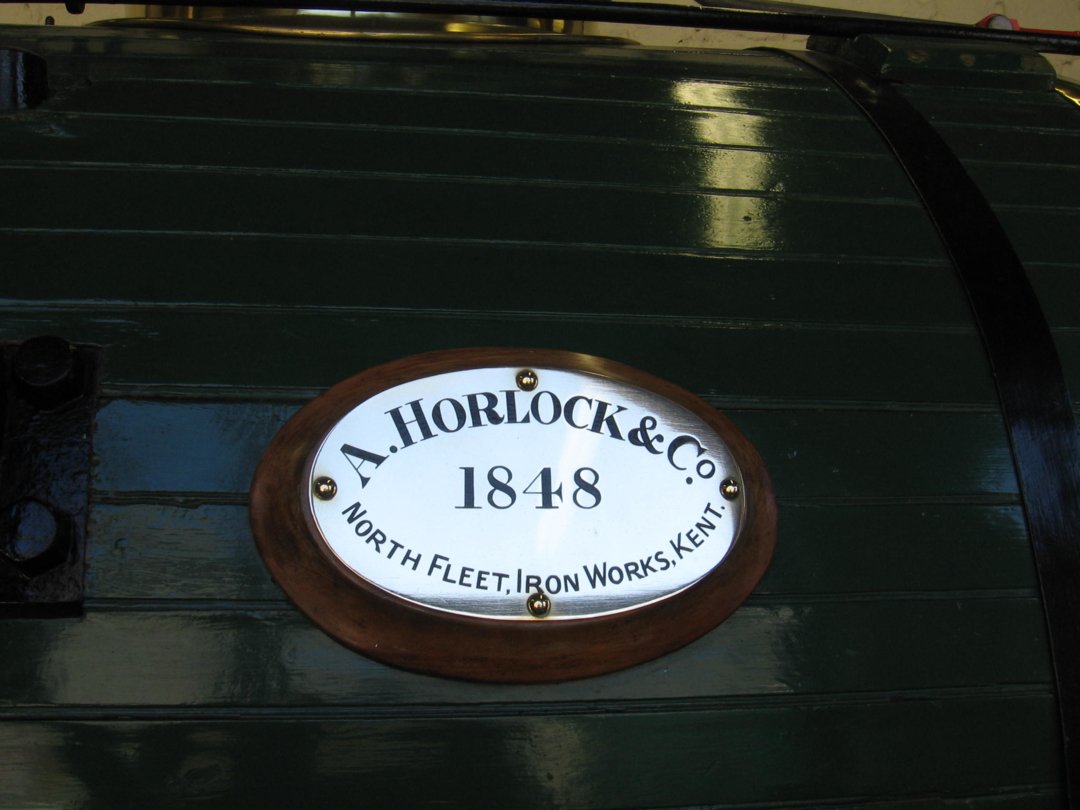 A. HORLOCK & Co.
1848
NORTH FLEET, IRON WORKS, KENT.